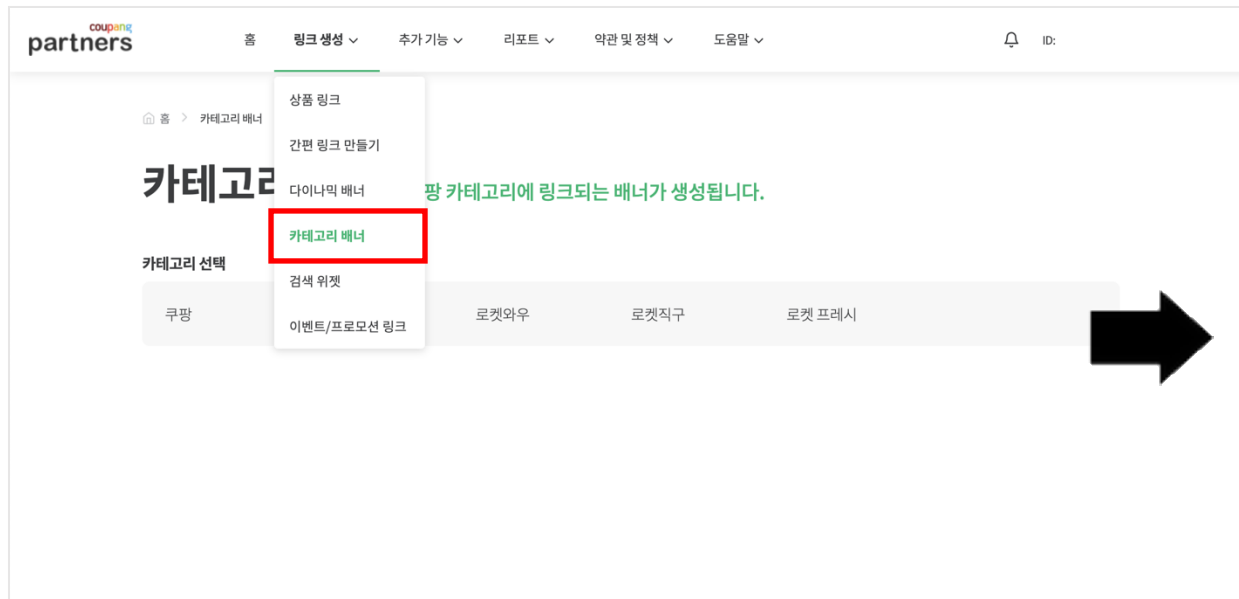 coupang
partners
홈 링크 생성 추가 기능 리포트 약관 및 정책 도움말 ID:
홈 > 카테고리 배너
상품 링크
간편 링크 만들기
다이나믹 배너
카테고리 배너
검색 위젯
이벤트/프로모션 링크
카테고리
팡 카테고리에 링크되는 배너가 생성됩니다.
카테고리 선택
쿠팡 로켓와우 로켓직구 로켓 프레시